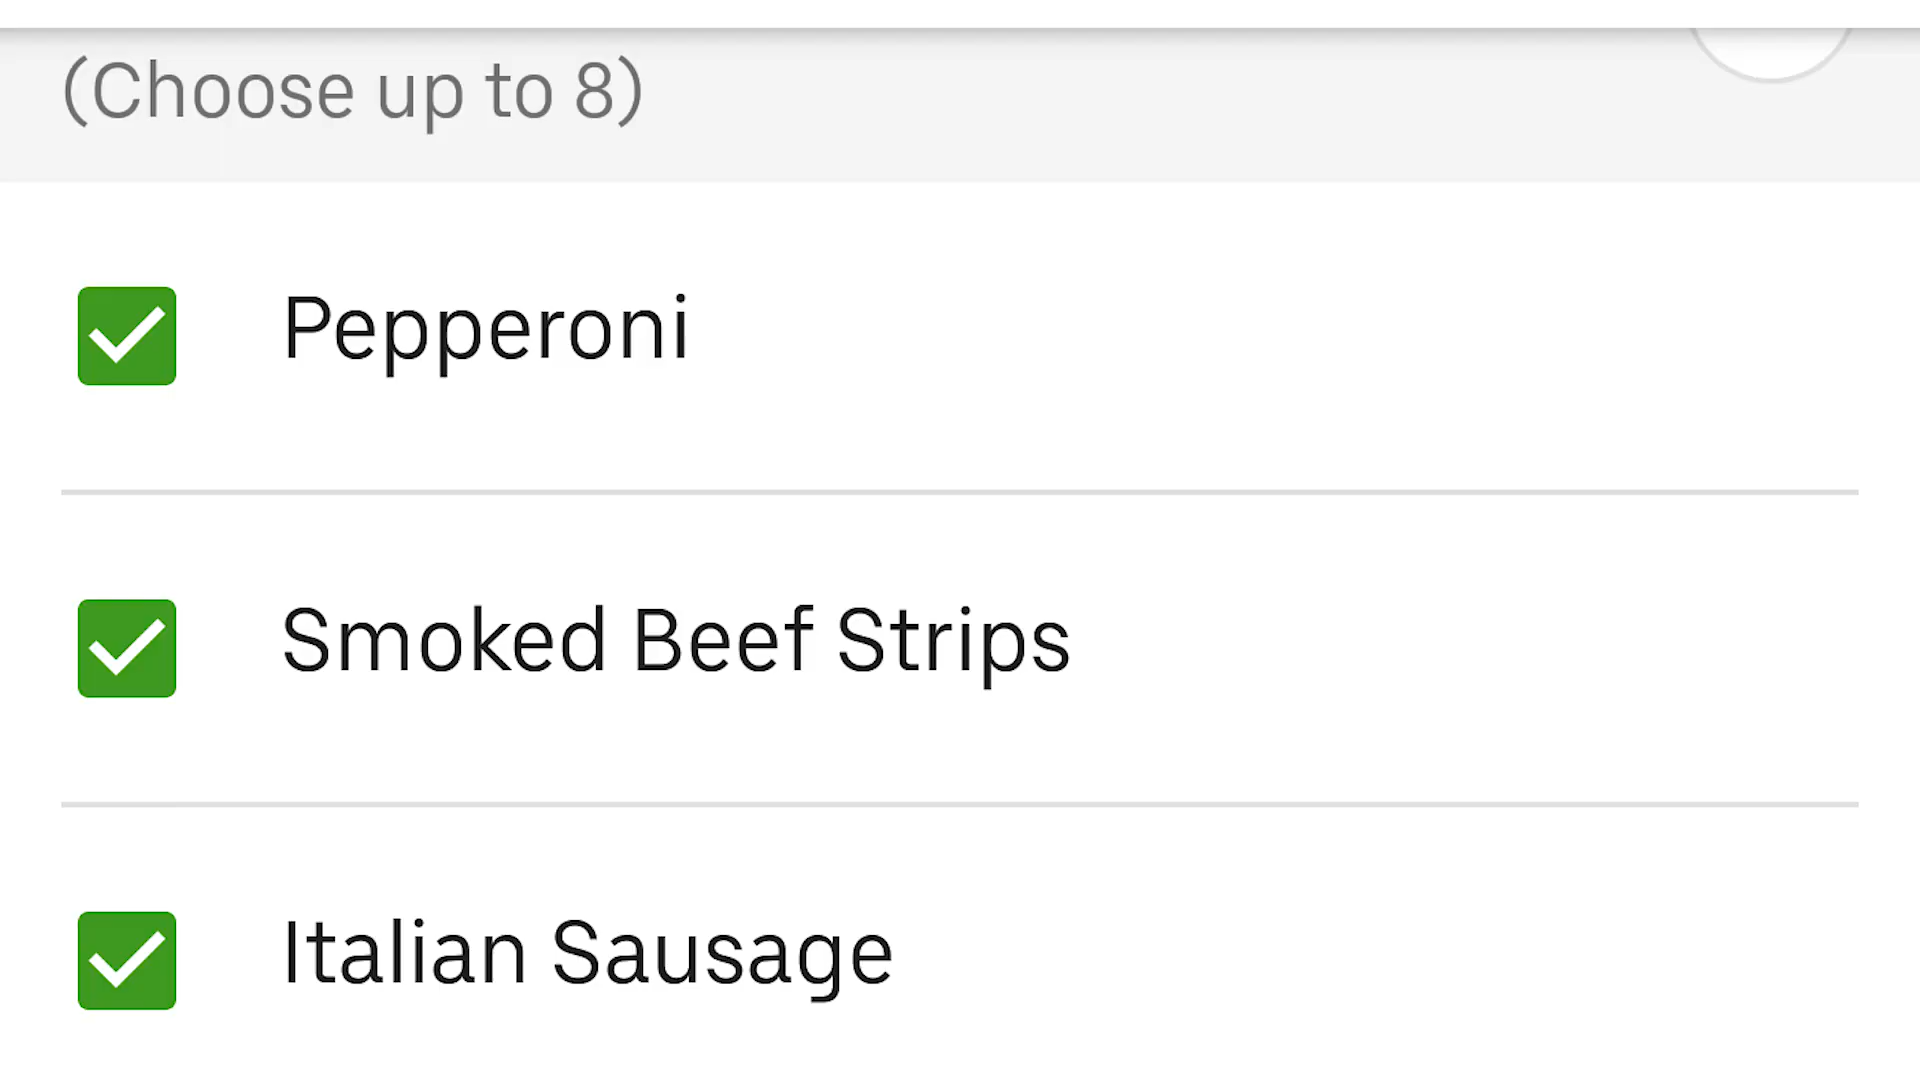 (Choose up to 8)
Pepperoni
Smoked Beef Strips
Italian Sausage